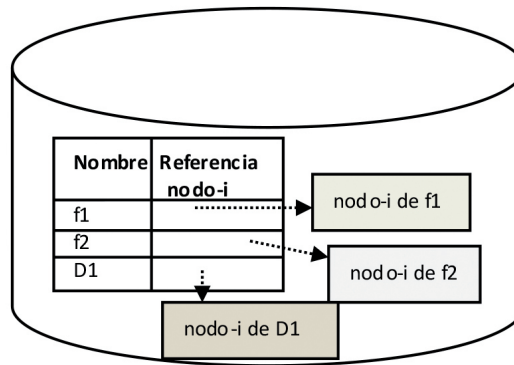 Nombre Referencia
nodo-i
f1
f2
D1
nodo-i de f1
nodo-i de f2
nodo-i de D1